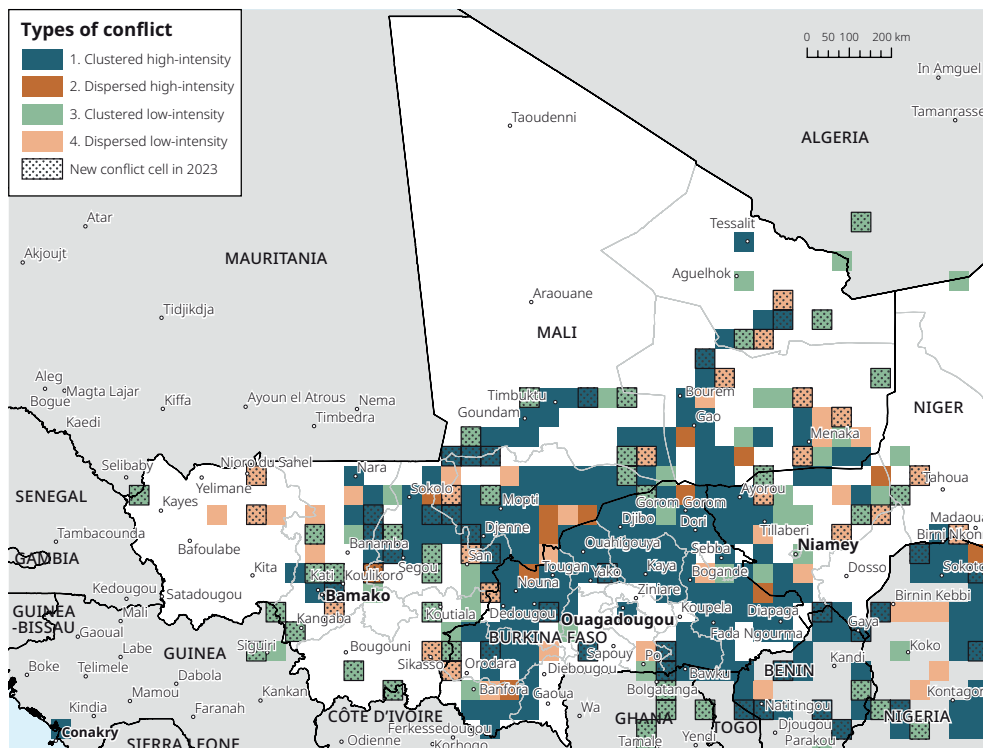 Types of conflict
1. Clustered high-intensity
2. Dispersed high-intensity
3. Clustered low-intensity
4. Dispersed low-intensity
New conflict cell in 2023
0 50 100 200 km
In Amguel
Tamanrasse
Taoudenni
ALGERIA
Atar
Tessalit
Akjoujt
MAURITANIA
Aguelhok
Araouane
Tidjikdja
MALI
Aleg
Magta Lajar
Bogue
Kiffa
Ayoun el Atrous
Nema
Timbuktu
Bourem
Kaedi
Timbedra
Goundam
Gao
NIGER
Menaka
Selibaby
Nioro du Sahel
Nara
Tahoua
Yelimane
Sokolo
Ayorou
SENEGAL
Kayes
Mopti
Gorom Gorom
Djibo
Dori
Tillaberi
Madaoua
Tambacounda
Djenne
Birni Nkon
Bafoulabe
Banamba
Ouahigouya
Niamey
GAMBIA
San
Tougan
Sebba
Kita
Kati
Koulikoro
Segou
Yako
Kaya
Bogande
Dosso
Sokoto
Kedougou
Satadougou
Bamako
Nouna
Ziniare
Birnin Kebbi
GUINEA
-BISSAU
Mali
Kangaba
Koutiala
Dedougou
Ouagadougou
Koupela
Diapaga
Gaya
Gaoual
Siguiri
BURKINA FASO
Fada Ngourma
Labe
GUINEA
Bougouni
Sapouy
Po
Koko
Boke
Telimele
Dabola
Sikasso
Orodara
Diebougou
Bawku
BENIN
Kandi
Mamou
Kankan
Banfora
Gaoua
Bolgatanga
Kontagor
Kindia
Faranah
CÔTE D'IVOIRE
Wa
GHANA
Natitingou
NIGERIA
Conakry
Ferkessedougou
TOGO
Djougou
SIERRA LEONE
Odienne
Korhogo
Tamale
Yendi
Parakou